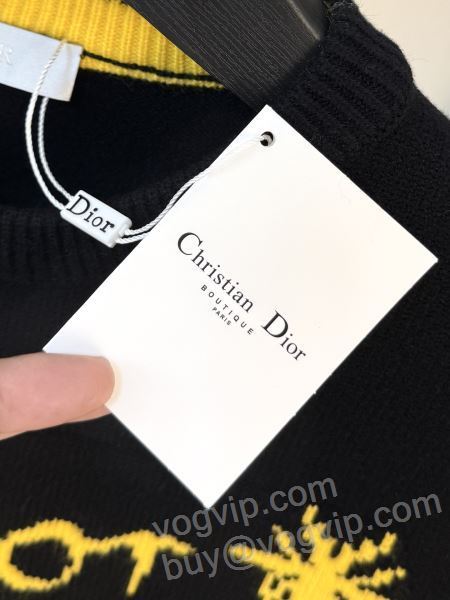 R
Dior
Christian Dior
BOUTIQUE
PARIS
vogvip.com
buy@vogvip.com